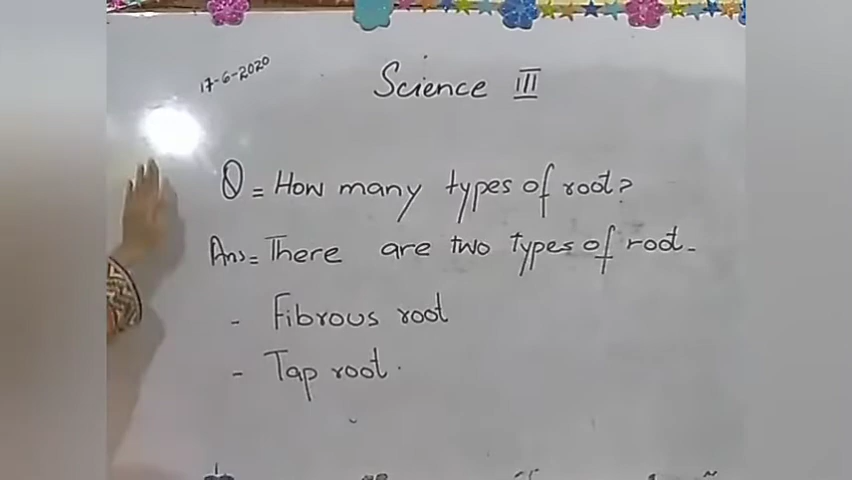 17-6-2020
Science III
Q = How many types of root?
Ans = There are two types of root.
- Fibrous root
- Tap root.